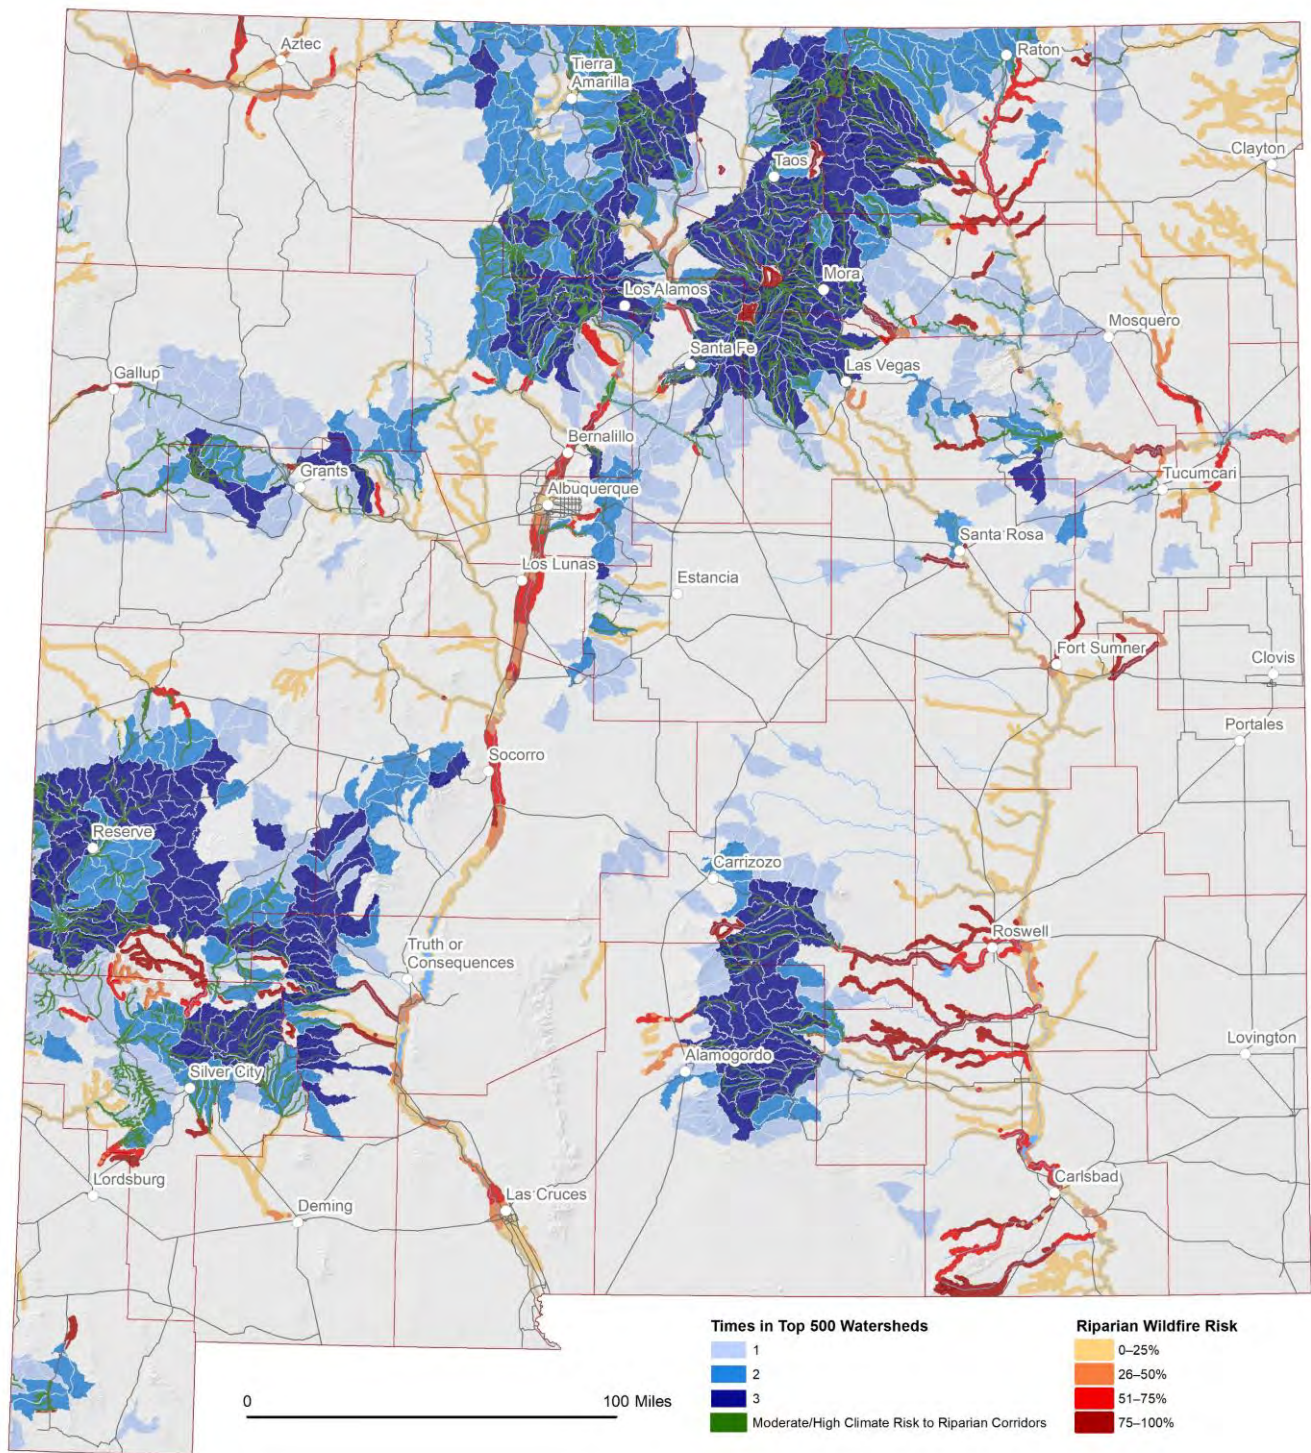 Aztec
Tierra
Amarilla
Raton
Clayton
Taos
Mora
Los Alamos
Mosquero
Santa Fe
Las Vegas
Gallup
Bernalillo
Grants
Albuquerque
Tucumcari
Santa Rosa
Los Lunas
Estancia
Fort Sumner
Clovis
Portales
Socorro
Reserve
Carrizozo
Roswell
Truth or
Consequences
Lovington
Alamogordo
Silver City
Carlsbad
Lordsburg
Las Cruces
Deming
Times in Top 500 Watersheds
1
2
3
Moderate/High Climate Risk to Riparian Corridors
Riparian Wildfire Risk
0–25%
26–50%
51–75%
75–100%
0
100 Miles